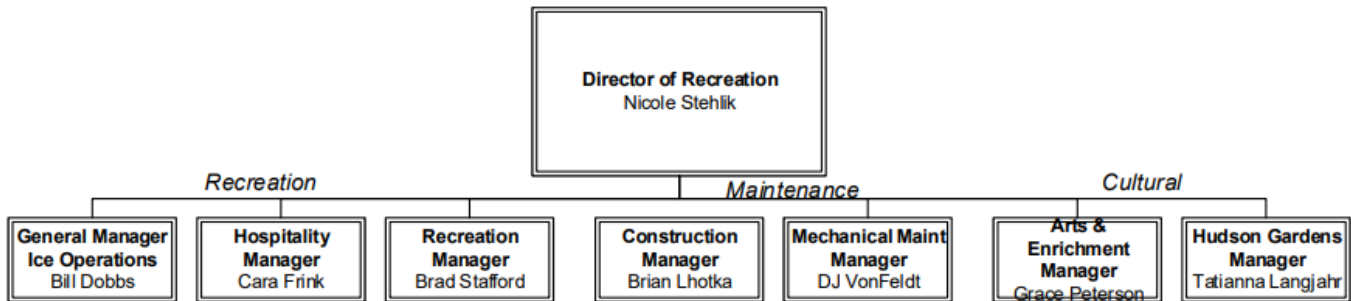 Director of Recreation
Nicole Stehlik
Recreation
Maintenance
Cultural
General Manager
Ice Operations
Bill Dobbs
Hospitality
Manager
Cara Frink
Recreation
Manager
Brad Stafford
Construction
Manager
Brian Lhotka
Mechanical Maint
Manager
DJ VonFeldt
Arts &
Enrichment
Manager
Grace Peterson
Hudson Gardens
Manager
Tatianna Langjahr